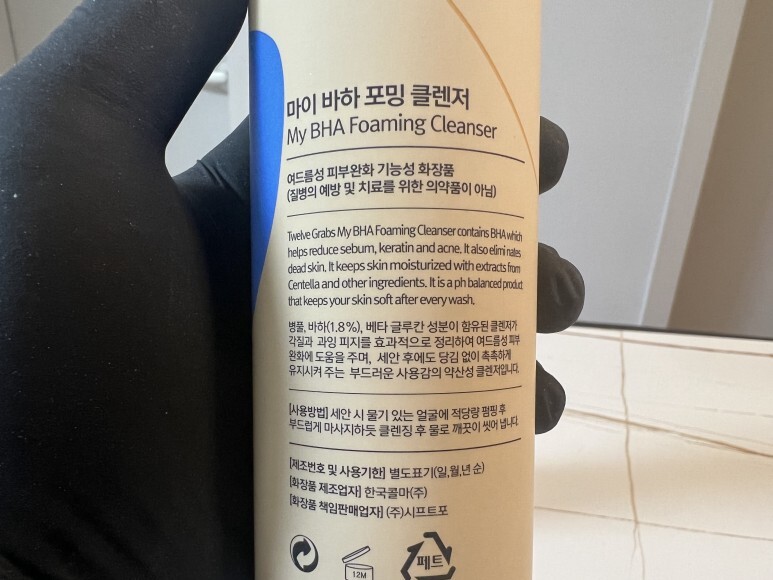 마이 바하 포밍 클렌저
My BHA Foaming Cleanser
여드름성 피부완화 기능성 화장품
(질병의 예방 및 치료를 위한 의약품이 아님)
Twelve Grabs My BHA Foaming Cleanser contains BHA which
helps reduce sebum, keratin and acne. It also elimi nates
dead skin. It keeps skin moisturized with extracts from
Centella and other ingredients. It is a ph balanced product
that keeps your skin soft after every wash.
병풀, 바하(1.8%), 베타 글루칸 성분이 함유된 클렌저가
각질과 과잉 피지를 효과적으로 정리하여 여드름성 피부
완화에 도움을 주며, 세안 후에도 당김 없이 촉촉하게
유지시켜 주는 부드러운 사용감의 약산성 클렌저입니다.
[사용방법] 세안 시 물기 있는 얼굴에 적당량 펌핑 후
부드럽게 마사지하듯 클렌징 후 물로 깨끗이 씻어 냅니다.
[제조번호 및 사용기한] 별도표기(일,월,년 순)
[화장품 제조업자] 한국콜마(주)
[화장품 책임판매업자] (주)시프트포
12M
페트